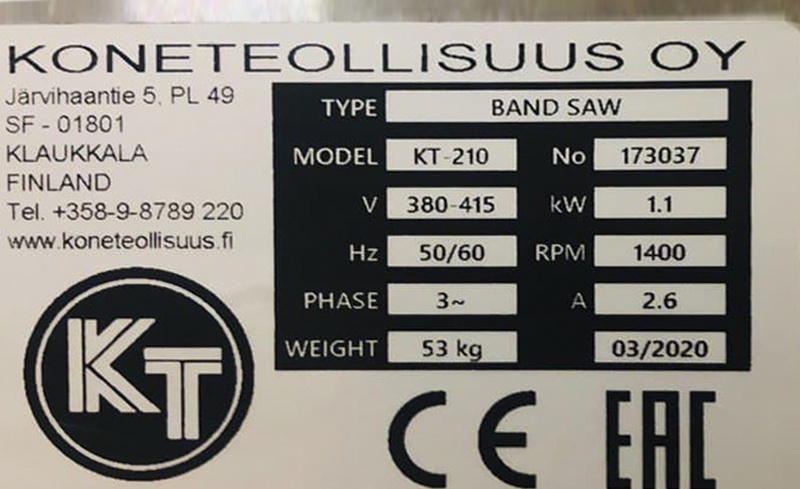 KONETEOLLISUUS OY
Järvihaantie 5, PL 49
SF - 01801
KLAUKKALA
FINLAND
Tel. +358-9-8789 220
www.koneteollisuus.fi
TYPE BAND SAW
MODEL KT-210 No 173037
V 380-415 kW 1.1
Hz 50/60 RPM 1400
PHASE 3~ A 2.6
WEIGHT 53 kg 03/2020
KT
CE EAC